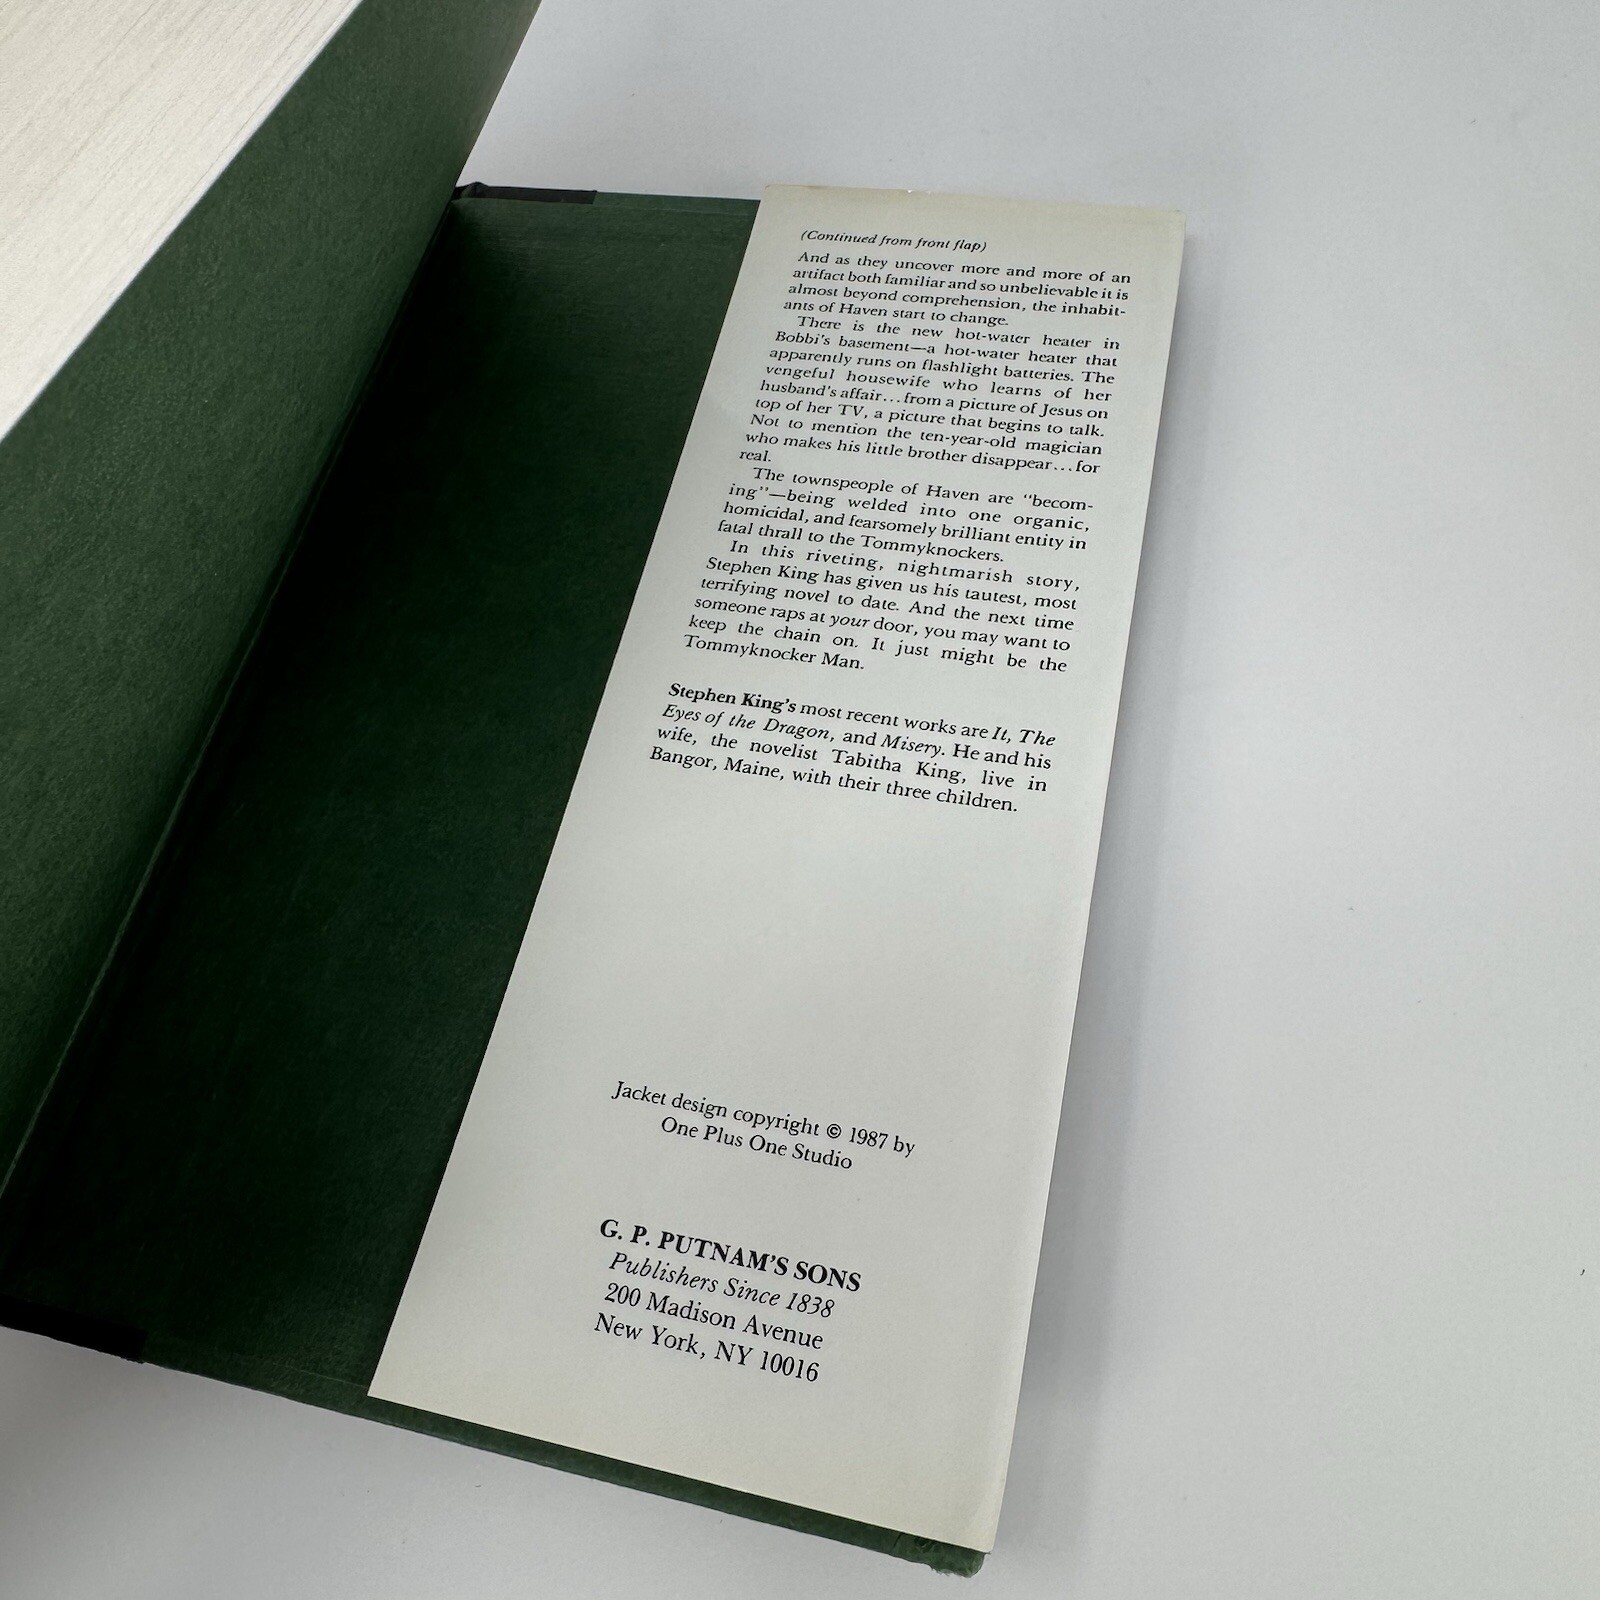 (Continued from front flap)
And as they uncover more and more of an
artifact both familiar and so unbelievable it is
almost beyond comprehension, the inhabit-
ants of Haven start to change.
There is the new hot-water heater in
Bobbi's basement—a hot-water heater that
apparently runs on flashlight batteries. The
vengeful housewife who learns of her
husband's affair...from a picture of Jesus on
top of her TV, a picture that begins to talk.
Not to mention the ten-year-old magician
who makes his little brother disappear...for
real.
The townspeople of Haven are "becom-
ing"—being welded into one organic,
homicidal, and fearsomely brilliant entity in
fatal thrall to the Tommyknockers.
In this riveting, nightmarish story,
Stephen King has given us his tautest, most
terrifying novel to date. And the next time
someone raps at your door, you may want to
keep the chain on. It just might be the
Tommyknocker Man.
Stephen King's most recent works are It, The
Eyes of the Dragon, and Misery. He and his
wife, the novelist Tabitha King, live in
Bangor, Maine, with their three children.
Jacket design copyright © 1987 by
One Plus One Studio
G. P. PUTNAM'S SONS
Publishers Since 1838
200 Madison Avenue
New York, NY 10016